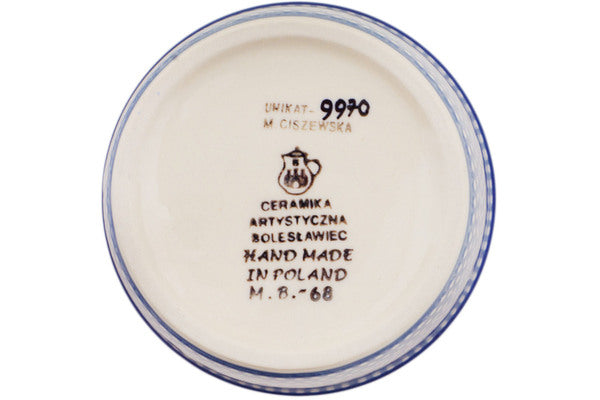 UNIKAT- 9970
M. CISZEWSKA
CERAMIKA
ARTYSTYCZNA
BOLESŁAWIEC
HAND MADE
IN POLAND
M. B.-68